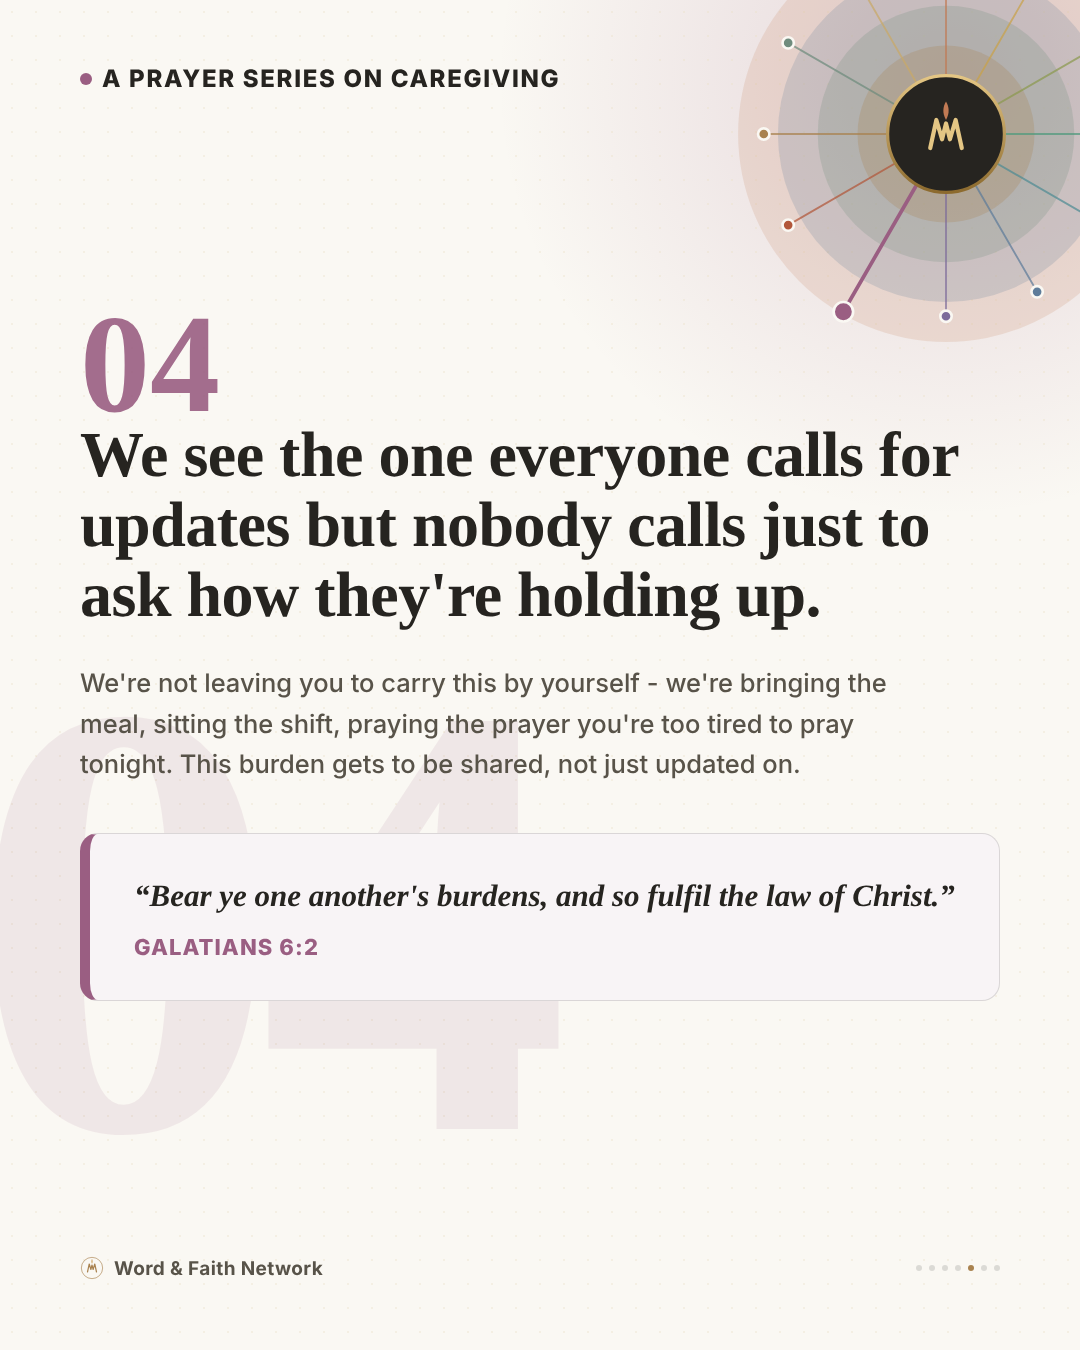 A PRAYER SERIES ON CAREGIVING
04
We see the one everyone calls for
updates but nobody calls just to
ask how they're holding up.
We're not leaving you to carry this by yourself - we're bringing the
meal, sitting the shift, praying the prayer you're too tired to pray
tonight. This burden gets to be shared, not just updated on.
04
“Bear ye one another's burdens, and so fulfil the law of Christ.”
GALATIANS 6:2
Word & Faith Network